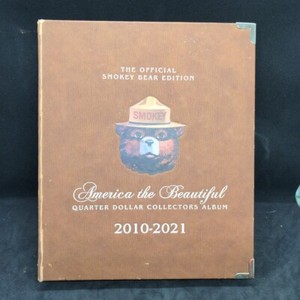 THE OFFICIAL
SMOKEY BEAR EDITION
SMOKEY
America the Beautiful
QUARTER DOLLAR COLLECTORS ALBUM
2010-2021